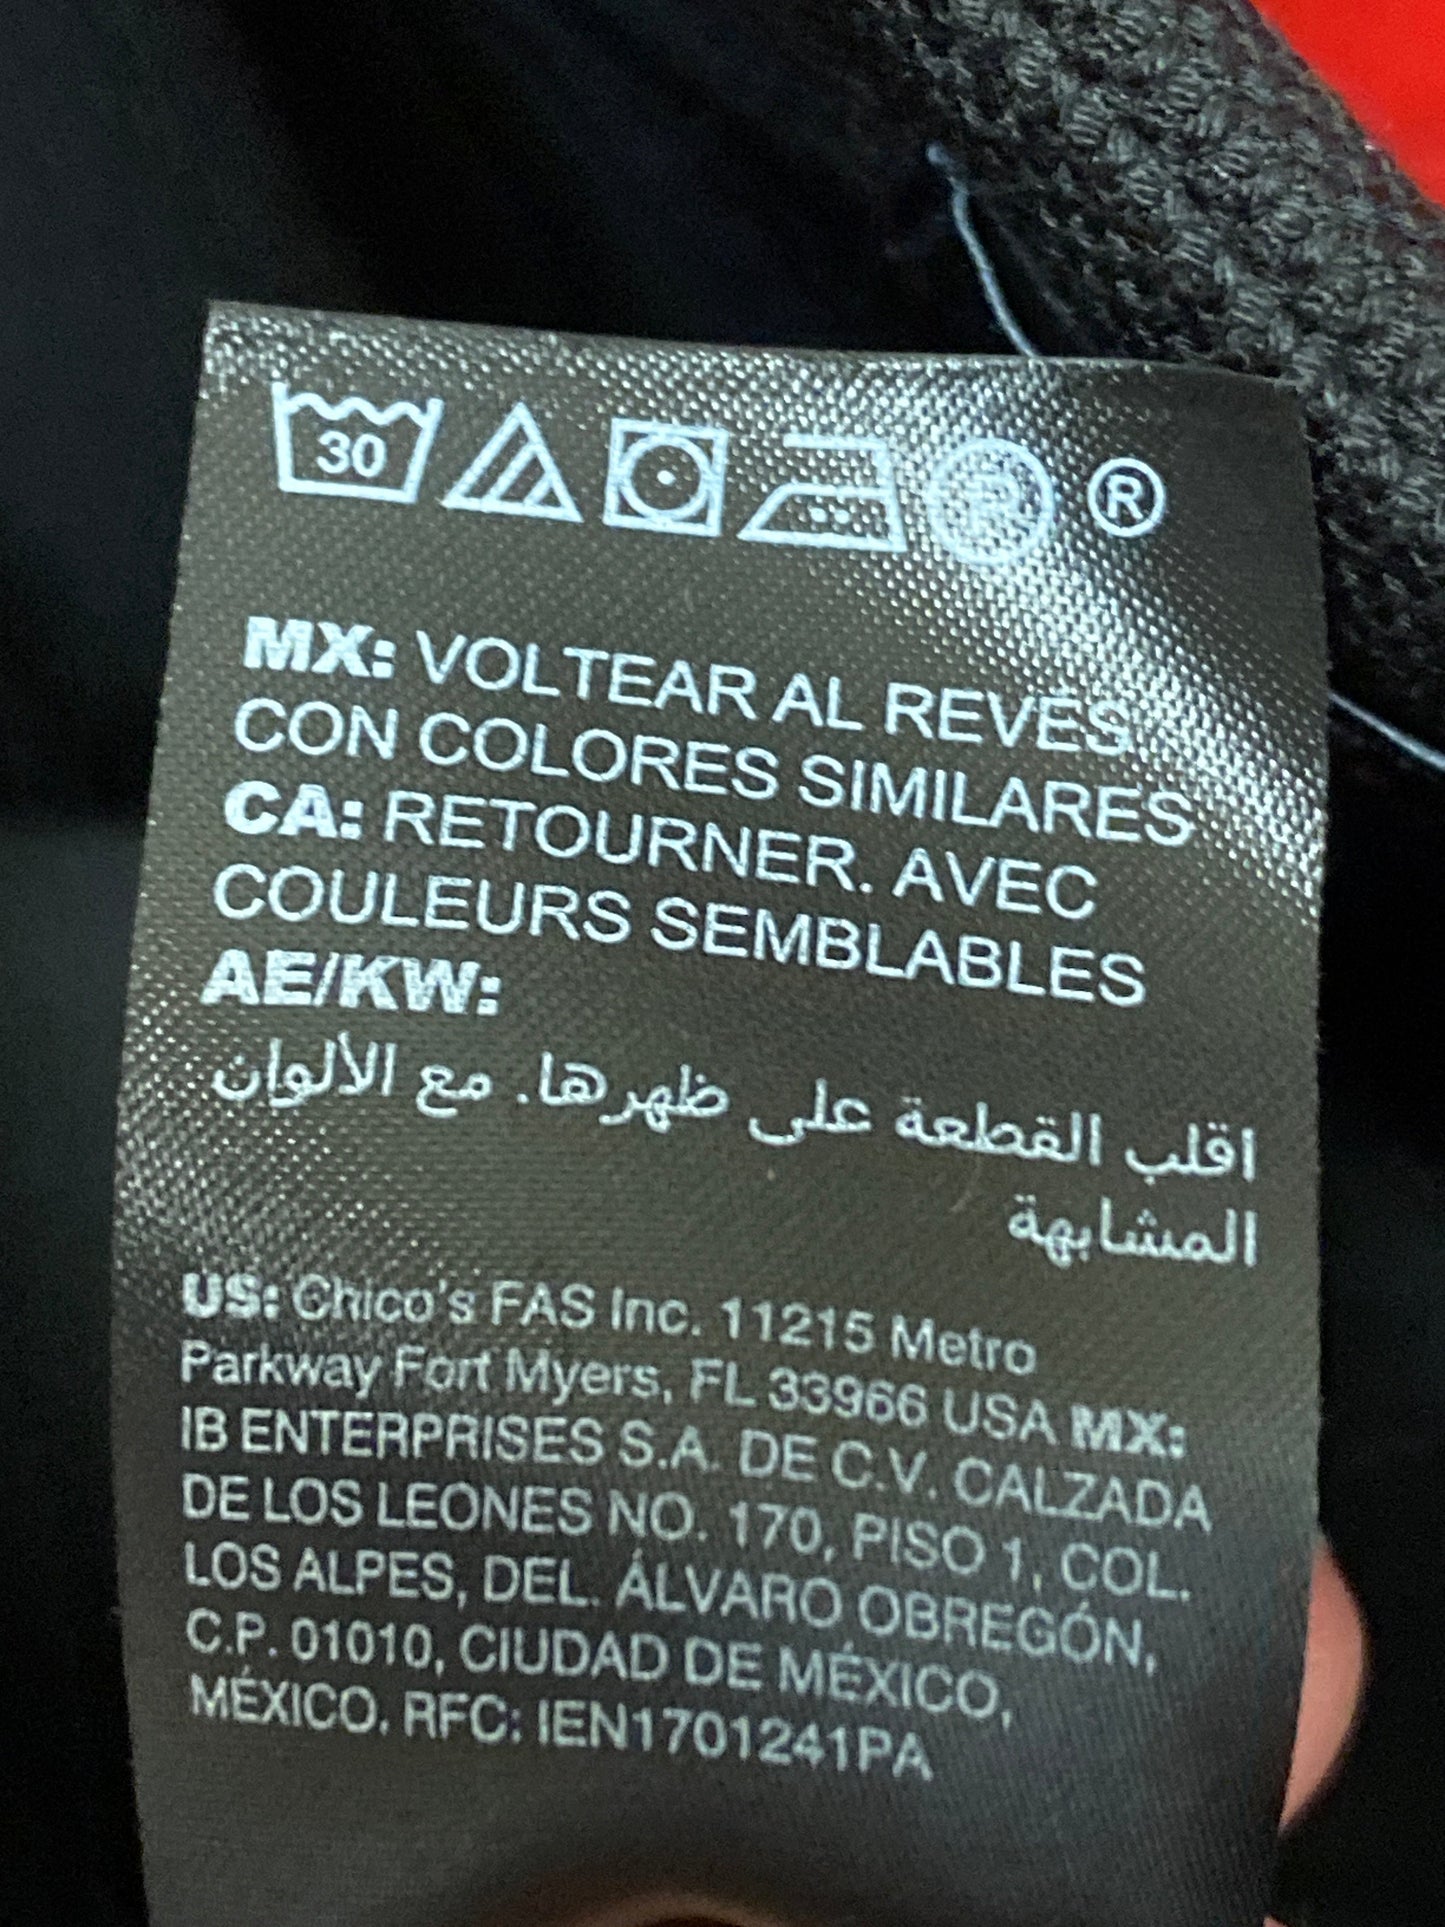 30 P ®
MX: VOLTEAR AL REVÉS,
CON COLORES SIMILARES
CA: RETOURNER. AVEC
COULEURS SEMBLABLES
AE/KW:
اقلب القطعة على ظهرها. مع الألوان
المشابهة
US: Chico's FAS Inc. 11215 Metro
Parkway Fort Myers, FL 33966 USA MX:
IB ENTERPRISES S.A. DE C.V. CALZADA
DE LOS LEONES NO. 170, PISO 1, COL.
LOS ALPES, DEL. ÁLVARO OBREGÓN,
C.P. 01010, CIUDAD DE MÉXICO,
MÉXICO. RFC: IEN1701241PA